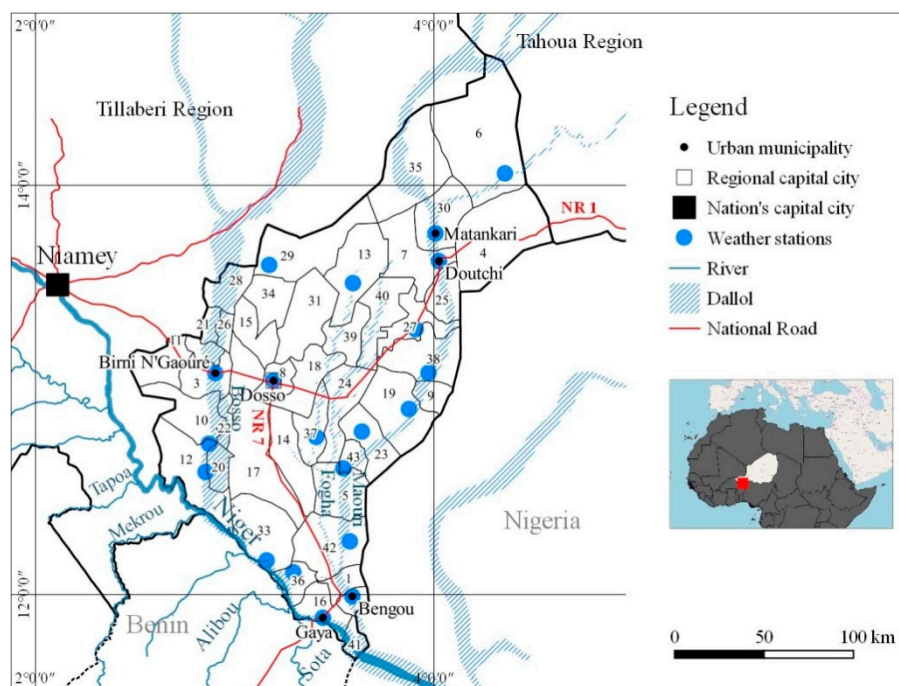 2°0'0"
4°0'0"
Tahoua Region
Tillaberi Region
6
35
14°0'0"
30
NR 1
Matankari
4
Niamey
29
13
7
Doutchi
28
34
40
25
31
21
26
15
27
11
39
38
Birni N'Gaouré
18
8
3
24
Dosso
Bosso
19
9
10
22
NR 7
14
37
23
12
20
43
17
Tapoa
5
Maouri
Fogha
Niger
Mekrou
Nigeria
33
42
36
1
12°0'0"
16
Bengou
Benin
Alibou
Gaya
41
Sota
2°0'0"
4°0'0"
Legend
Urban municipality
Regional capital city
Nation's capital city
Weather stations
River
Dallol
National Road
0
50
100 km